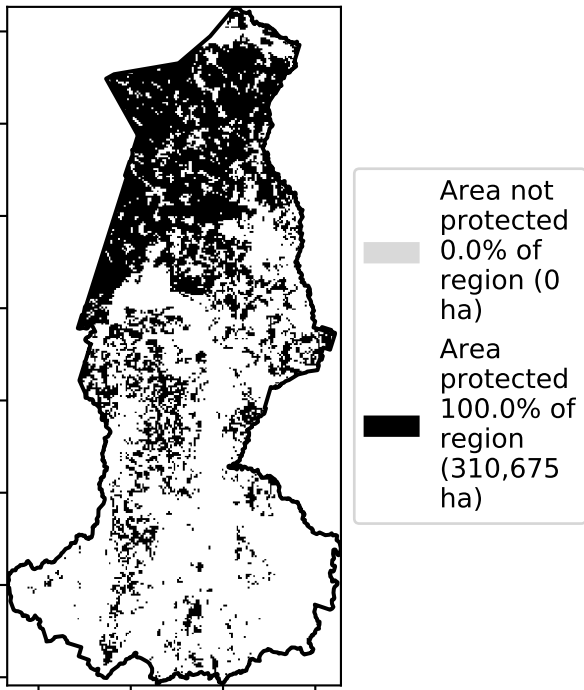 Area not
protected
0.0% of
region (0
ha)
Area
protected
100.0% of
region
(310,675
ha)